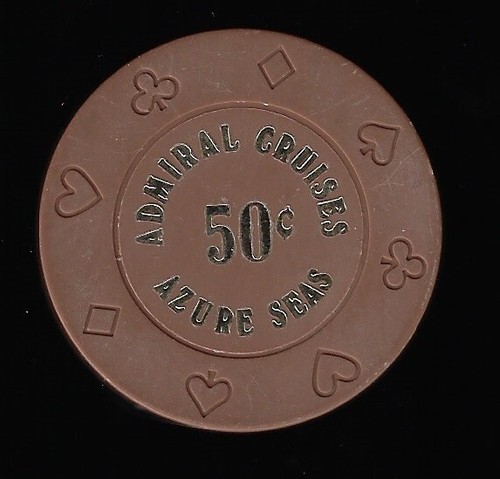 ADMIRAL CRUISES
50¢
AZURE SEAS